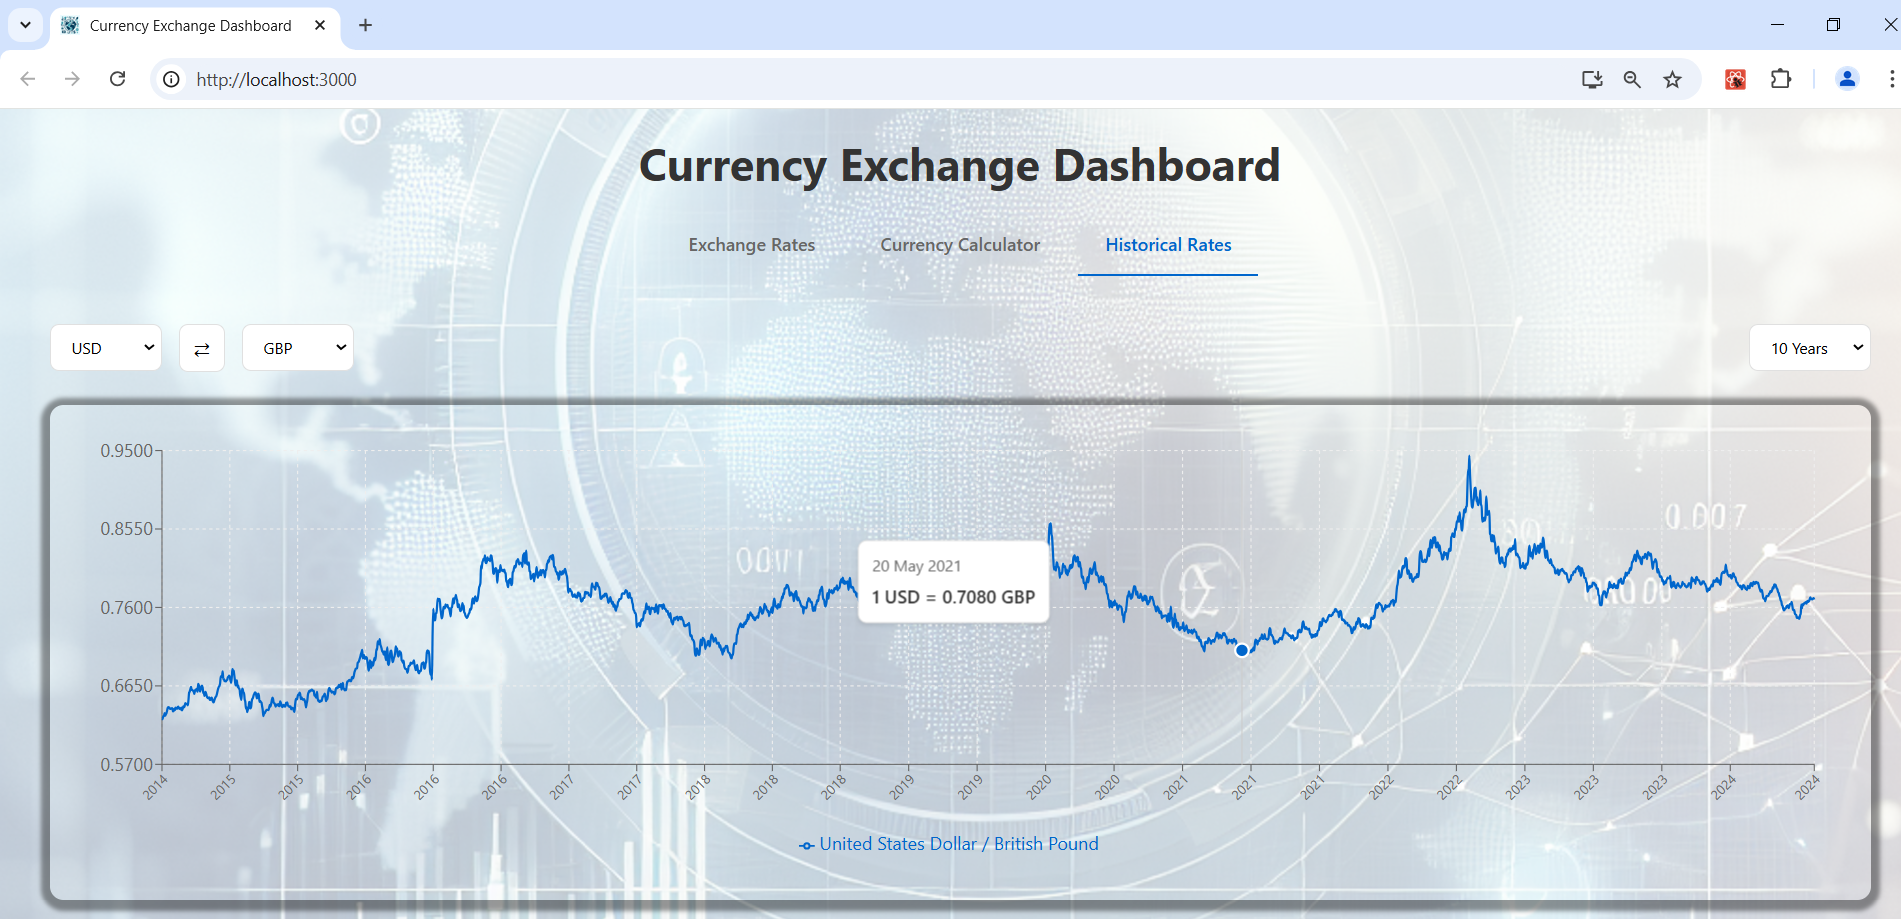 Currency Exchange Dashboard
http://localhost:3000
Currency Exchange Dashboard
Exchange Rates
Currency Calculator
Historical Rates
USD
GBP
10 Years
0.9500
0.8550
0.7600
0.6650
0.5700
20 May 2021
1 USD = 0.7080 GBP
0.007
2014
2015
2015
2016
2016
2016
2017
2017
2018
2018
2018
2019
2019
2020
2020
2021
2021
2021
2022
2022
2023
2023
2023
2024
2024
United States Dollar / British Pound